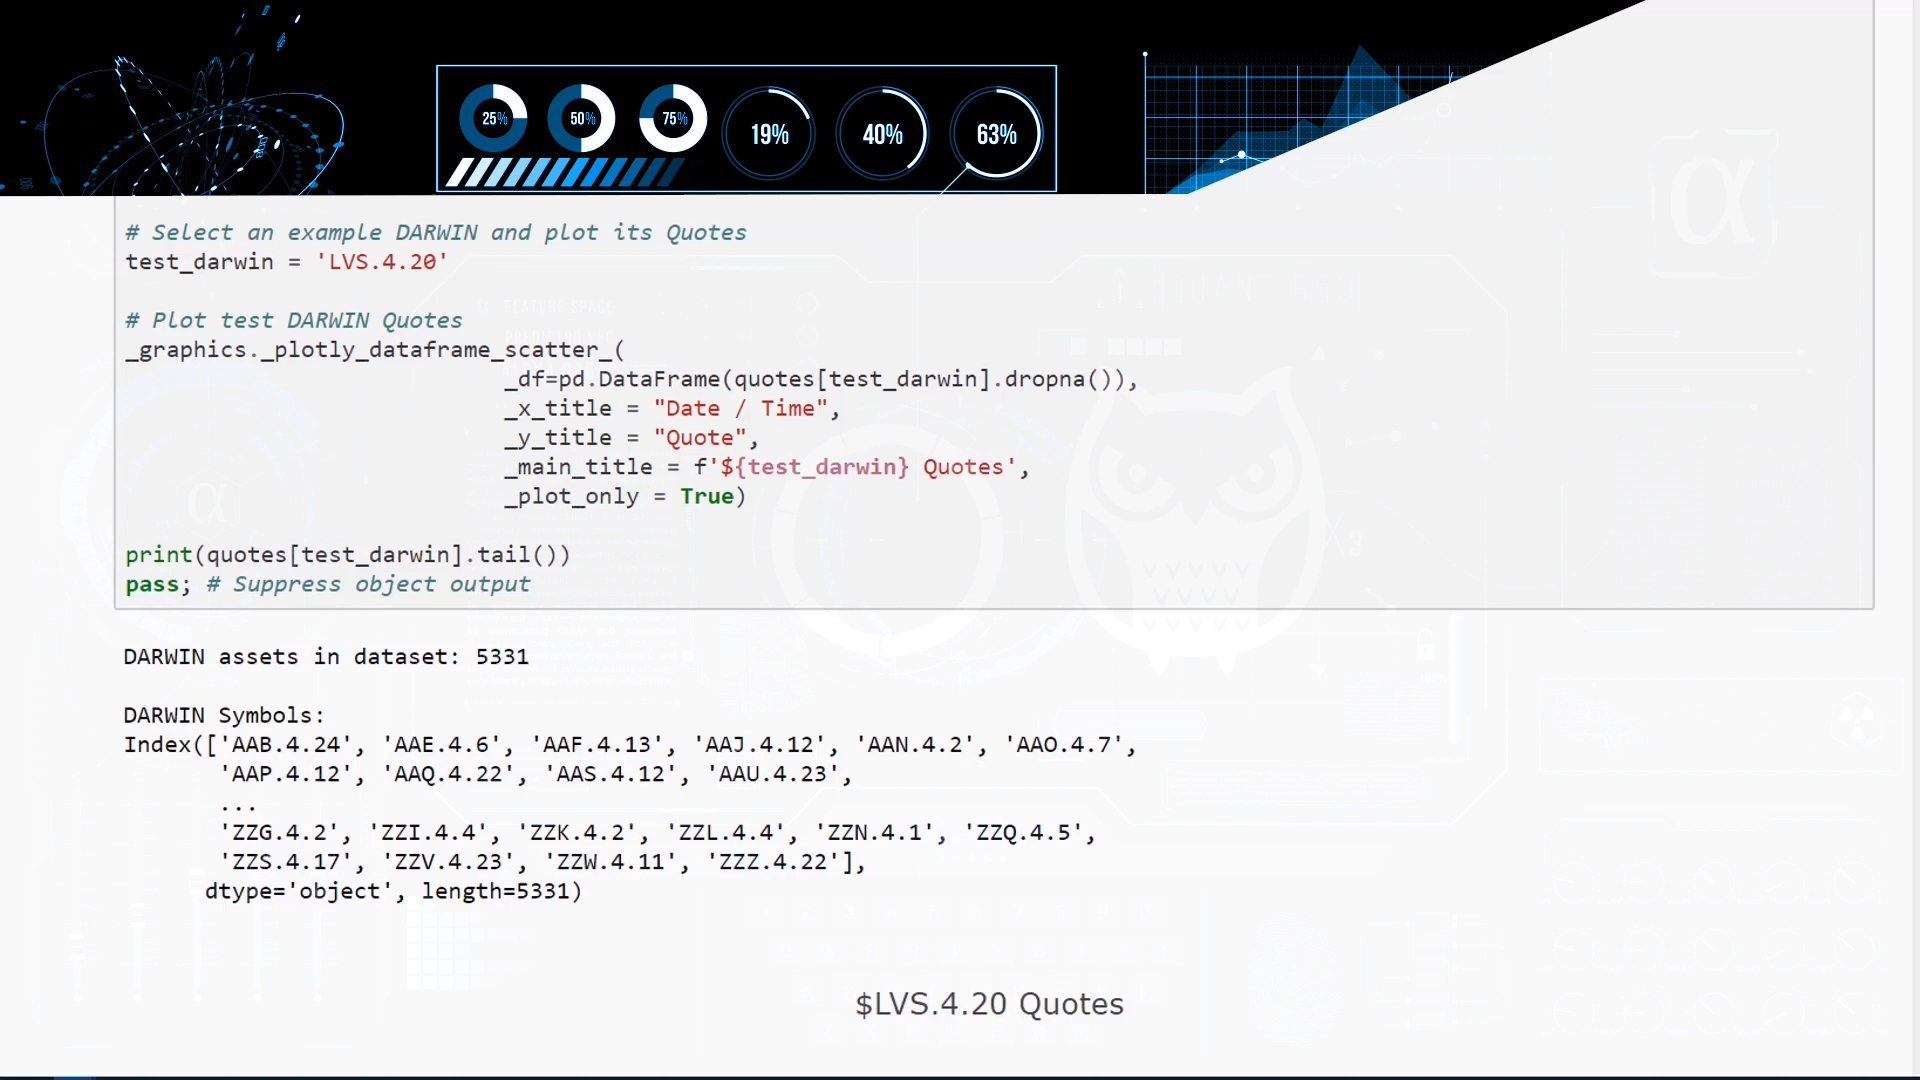 25% 50% 75% 19% 40% 63%
# Select an example DARWIN and plot its Quotes
test_darwin = 'LVS.4.20'
# Plot test DARWIN Quotes
_graphics._plotly_dataframe_scatter_(
_df=pd.DataFrame(quotes[test_darwin].dropna()),
_x_title = "Date / Time",
_y_title = "Quote",
_main_title = f'${test_darwin} Quotes',
_plot_only = True)
print(quotes[test_darwin].tail())
pass; # Suppress object output
DARWIN assets in dataset: 5331
DARWIN Symbols:
Index(['AAB.4.24', 'AAE.4.6', 'AAF.4.13', 'AAJ.4.12', 'AAN.4.2', 'AAO.4.7',
'AAP.4.12', 'AAQ.4.22', 'AAS.4.12', 'AAU.4.23',
...
'ZZG.4.2', 'ZZI.4.4', 'ZZK.4.2', 'ZZL.4.4', 'ZZN.4.1', 'ZZQ.4.5',
'ZZS.4.17', 'ZZV.4.23', 'ZZW.4.11', 'ZZZ.4.22'],
dtype='object', length=5331)
$LVS.4.20 Quotes